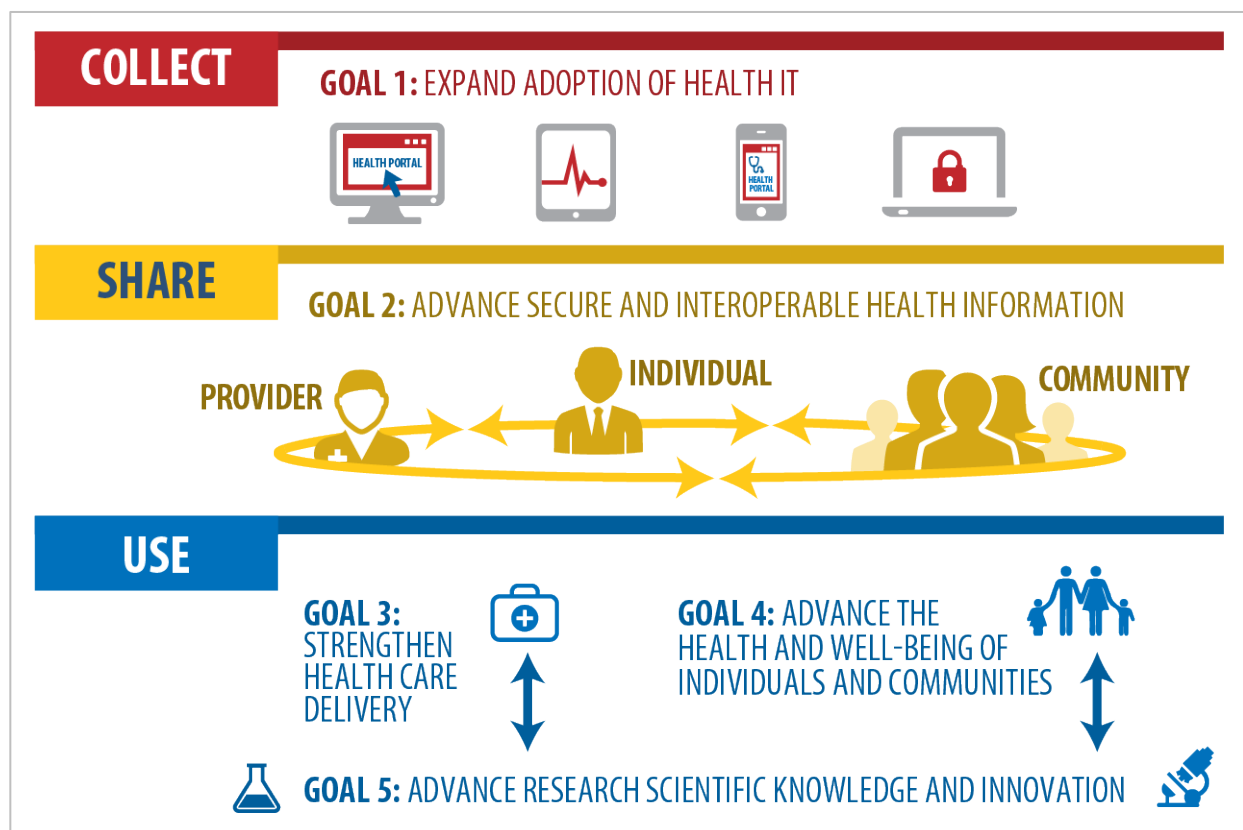 COLLECT
GOAL 1: EXPAND ADOPTION OF HEALTH IT
HEALTH PORTAL
HEALTH
PORTAL
SHARE
GOAL 2: ADVANCE SECURE AND INTEROPERABLE HEALTH INFORMATION
PROVIDER
INDIVIDUAL
COMMUNITY
USE
GOAL 3:
STRENGTHEN
HEALTH CARE
DELIVERY
GOAL 4: ADVANCE THE
HEALTH AND WELL-BEING OF
INDIVIDUALS AND COMMUNITIES
GOAL 5: ADVANCE RESEARCH SCIENTIFIC KNOWLEDGE AND INNOVATION